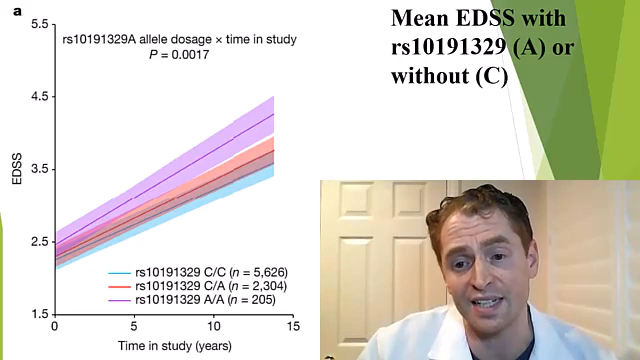 a
rs10191329A allele dosage × time in study
P = 0.0017
5.5
4.5
3.5
2.5
1.5
EDSS
rs10191329 C/C (n = 5,626)
rs10191329 C/A (n = 2,304)
rs10191329 A/A (n = 205)
0
5
10
15
Time in study (years)
Mean EDSS with
rs10191329 (A) or
without (C)